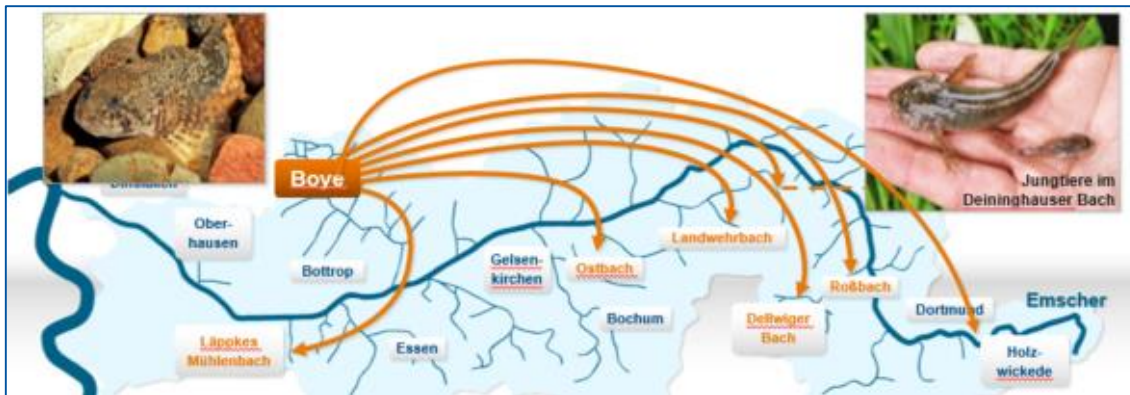 Boye
Jungtiere im
Deininghauser Bach
Ober-
hausen
Bottrop
Gelsen-
kirchen
Ostbach
Landwehrbach
Roßbach
Bochum
Dellwiger
Bach
Dortmund
Emscher
Läppkes
Mühlenbach
Essen
Holz-
wickede